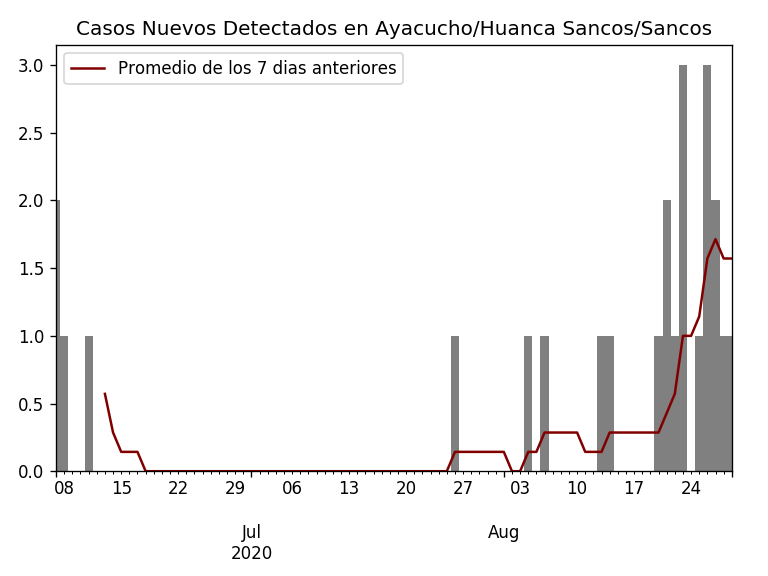 Casos Nuevos Detectados en Ayacucho/Huanca Sancos/Sancos
Promedio de los 7 dias anteriores
3.0
2.5
2.0
1.5
1.0
0.5
0.0
08 15 22 29 06 13 20 27 03 10 17 24
Jul Aug
2020